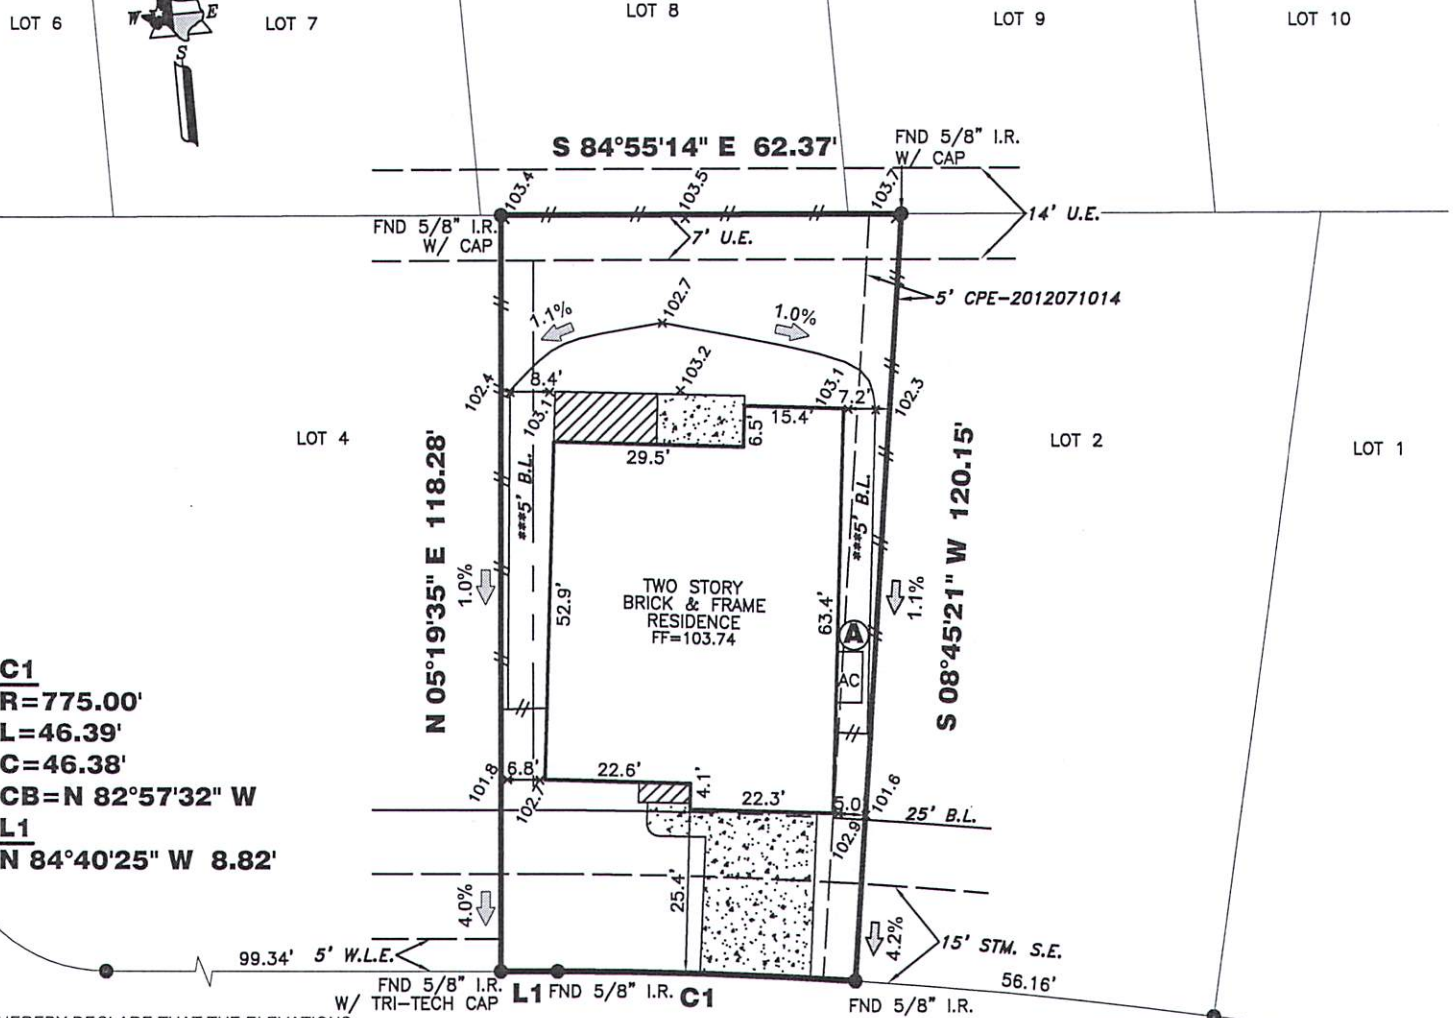 LOT 6
W
E
S
LOT 7
LOT 8
LOT 9
LOT 10
S 84°55'14" E 62.37'
FND 5/8" I.R.
W/ CAP
103.4
103.5
103.7
FND 5/8" I.R.
W/ CAP
7' U.E.
14' U.E.
5' CPE-2012071014
102.7
1.1%
1.0%
103.2
102.4
8.4'
103.1
103.1
7.2'
102.3
15.4'
6.5'
29.5'
LOT 4
LOT 2
LOT 1
***5' B.L.
***5' B.L.
N 05°19'35" E 118.28'
S 08°45'21" W 120.15'
1.0%
52.9'
TWO STORY
BRICK & FRAME
RESIDENCE
FF=103.74
63.4'
1.1%
A
AC
C1
R=775.00'
L=46.39'
C=46.38'
CB=N 82°57'32" W
L1
N 84°40'25" W 8.82'
101.8
6.8'
102.7
22.6'
4.1'
22.3'
5.0
101.6
102.9
25' B.L.
25.4'
4.0%
4.2%
15' STM. S.E.
99.34'
5' W.L.E.
56.16'
FND 5/8" I.R.
W/ TRI-TECH CAP
L1
FND 5/8" I.R.
C1
FND 5/8" I.R.